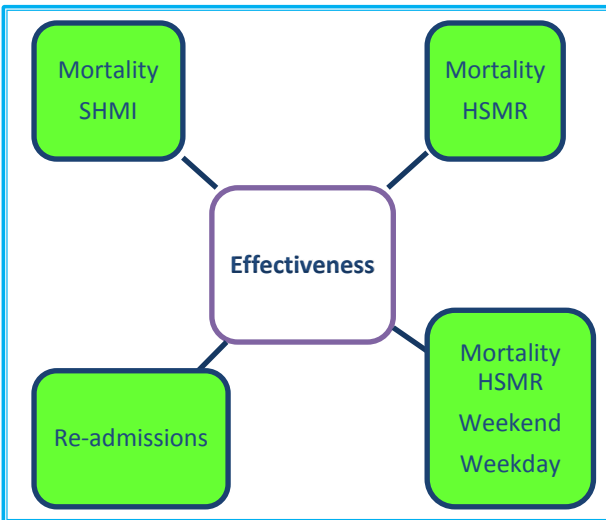 Mortality
SHMI
Mortality
HSMR
Effectiveness
Re-admissions
Mortality
HSMR
Weekend
Weekday